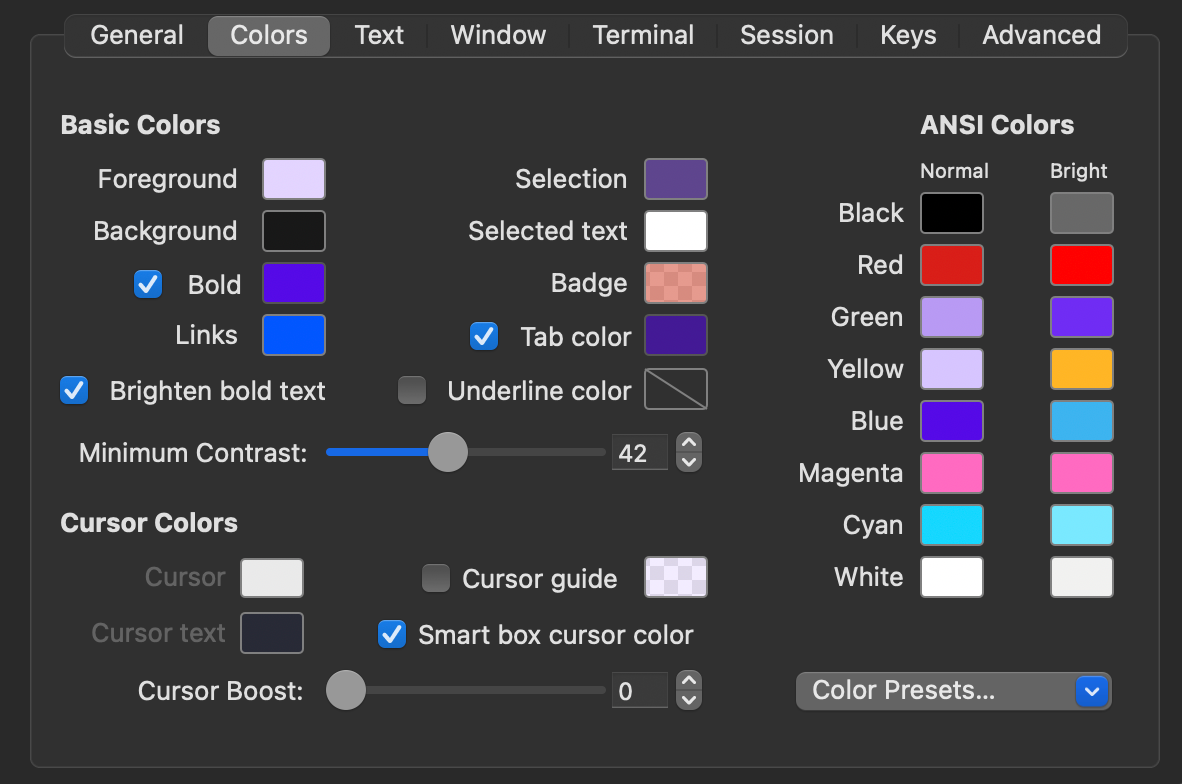 General Colors Text Window Terminal Session Keys Advanced
Basic Colors
Foreground
Background
Bold
Links
Brighten bold text
Selection
Selected text
Badge
Tab color
Underline color
Minimum Contrast: 42
Cursor Colors
Cursor
Cursor text
Cursor guide
Smart box cursor color
Cursor Boost: 0
ANSI Colors
Normal Bright
Black
Red
Green
Yellow
Blue
Magenta
Cyan
White
Color Presets...